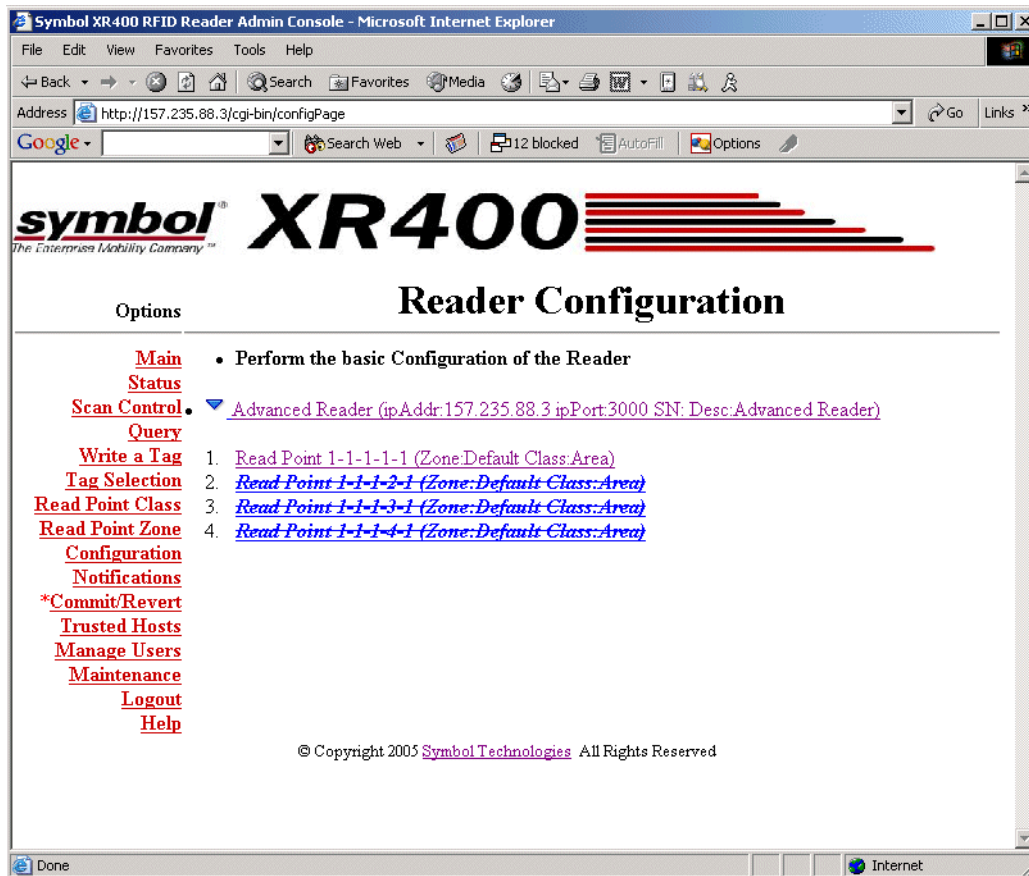 Symbol XR400 RFID Reader Admin Console - Microsoft Internet Explorer
File Edit View Favorites Tools Help
Back Search Favorites Media
Address http://157.235.88.3/cgi-bin/configPage Go Links »
Google Search Web 12 blocked AutoFill Options
symbol® XR400
The Enterprise Mobility Company ™
Options Reader Configuration
Main • Perform the basic Configuration of the Reader
Status
Scan Control • Advanced Reader (ipAddr:157.235.88.3 ipPort:3000 SN: Desc:Advanced Reader)
Query
Write a Tag 1. Read Point 1-1-1-1-1 (Zone:Default Class:Area)
Tag Selection 2. Read Point 1-1-1-2-1 (Zone:Default Class:Area)
Read Point Class 3. Read Point 1-1-1-3-1 (Zone:Default Class:Area)
Read Point Zone 4. Read Point 1-1-1-4-1 (Zone:Default Class:Area)
Configuration
Notifications
*Commit/Revert
Trusted Hosts
Manage Users
Maintenance
Logout
Help
© Copyright 2005 Symbol Technologies All Rights Reserved
Done Internet